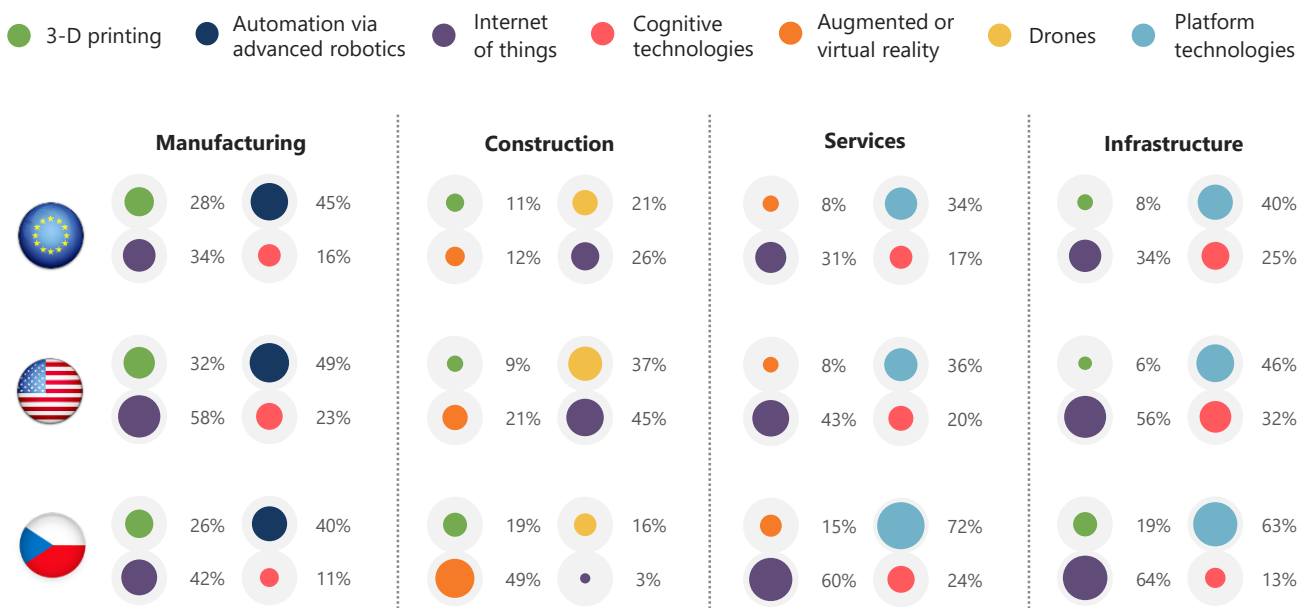 3-D printing
Automation via
advanced robotics
Internet
of things
Cognitive
technologies
Augmented or
virtual reality
Drones
Platform
technologies
Manufacturing
Construction
Services
Infrastructure
28% 45% 11% 21% 8% 34% 8% 40%
34% 16% 12% 26% 31% 17% 34% 25%
32% 49% 9% 37% 8% 36% 6% 46%
58% 23% 21% 45% 43% 20% 56% 32%
26% 40% 19% 16% 15% 72% 19% 63%
42% 11% 49% 3% 60% 24% 64% 13%